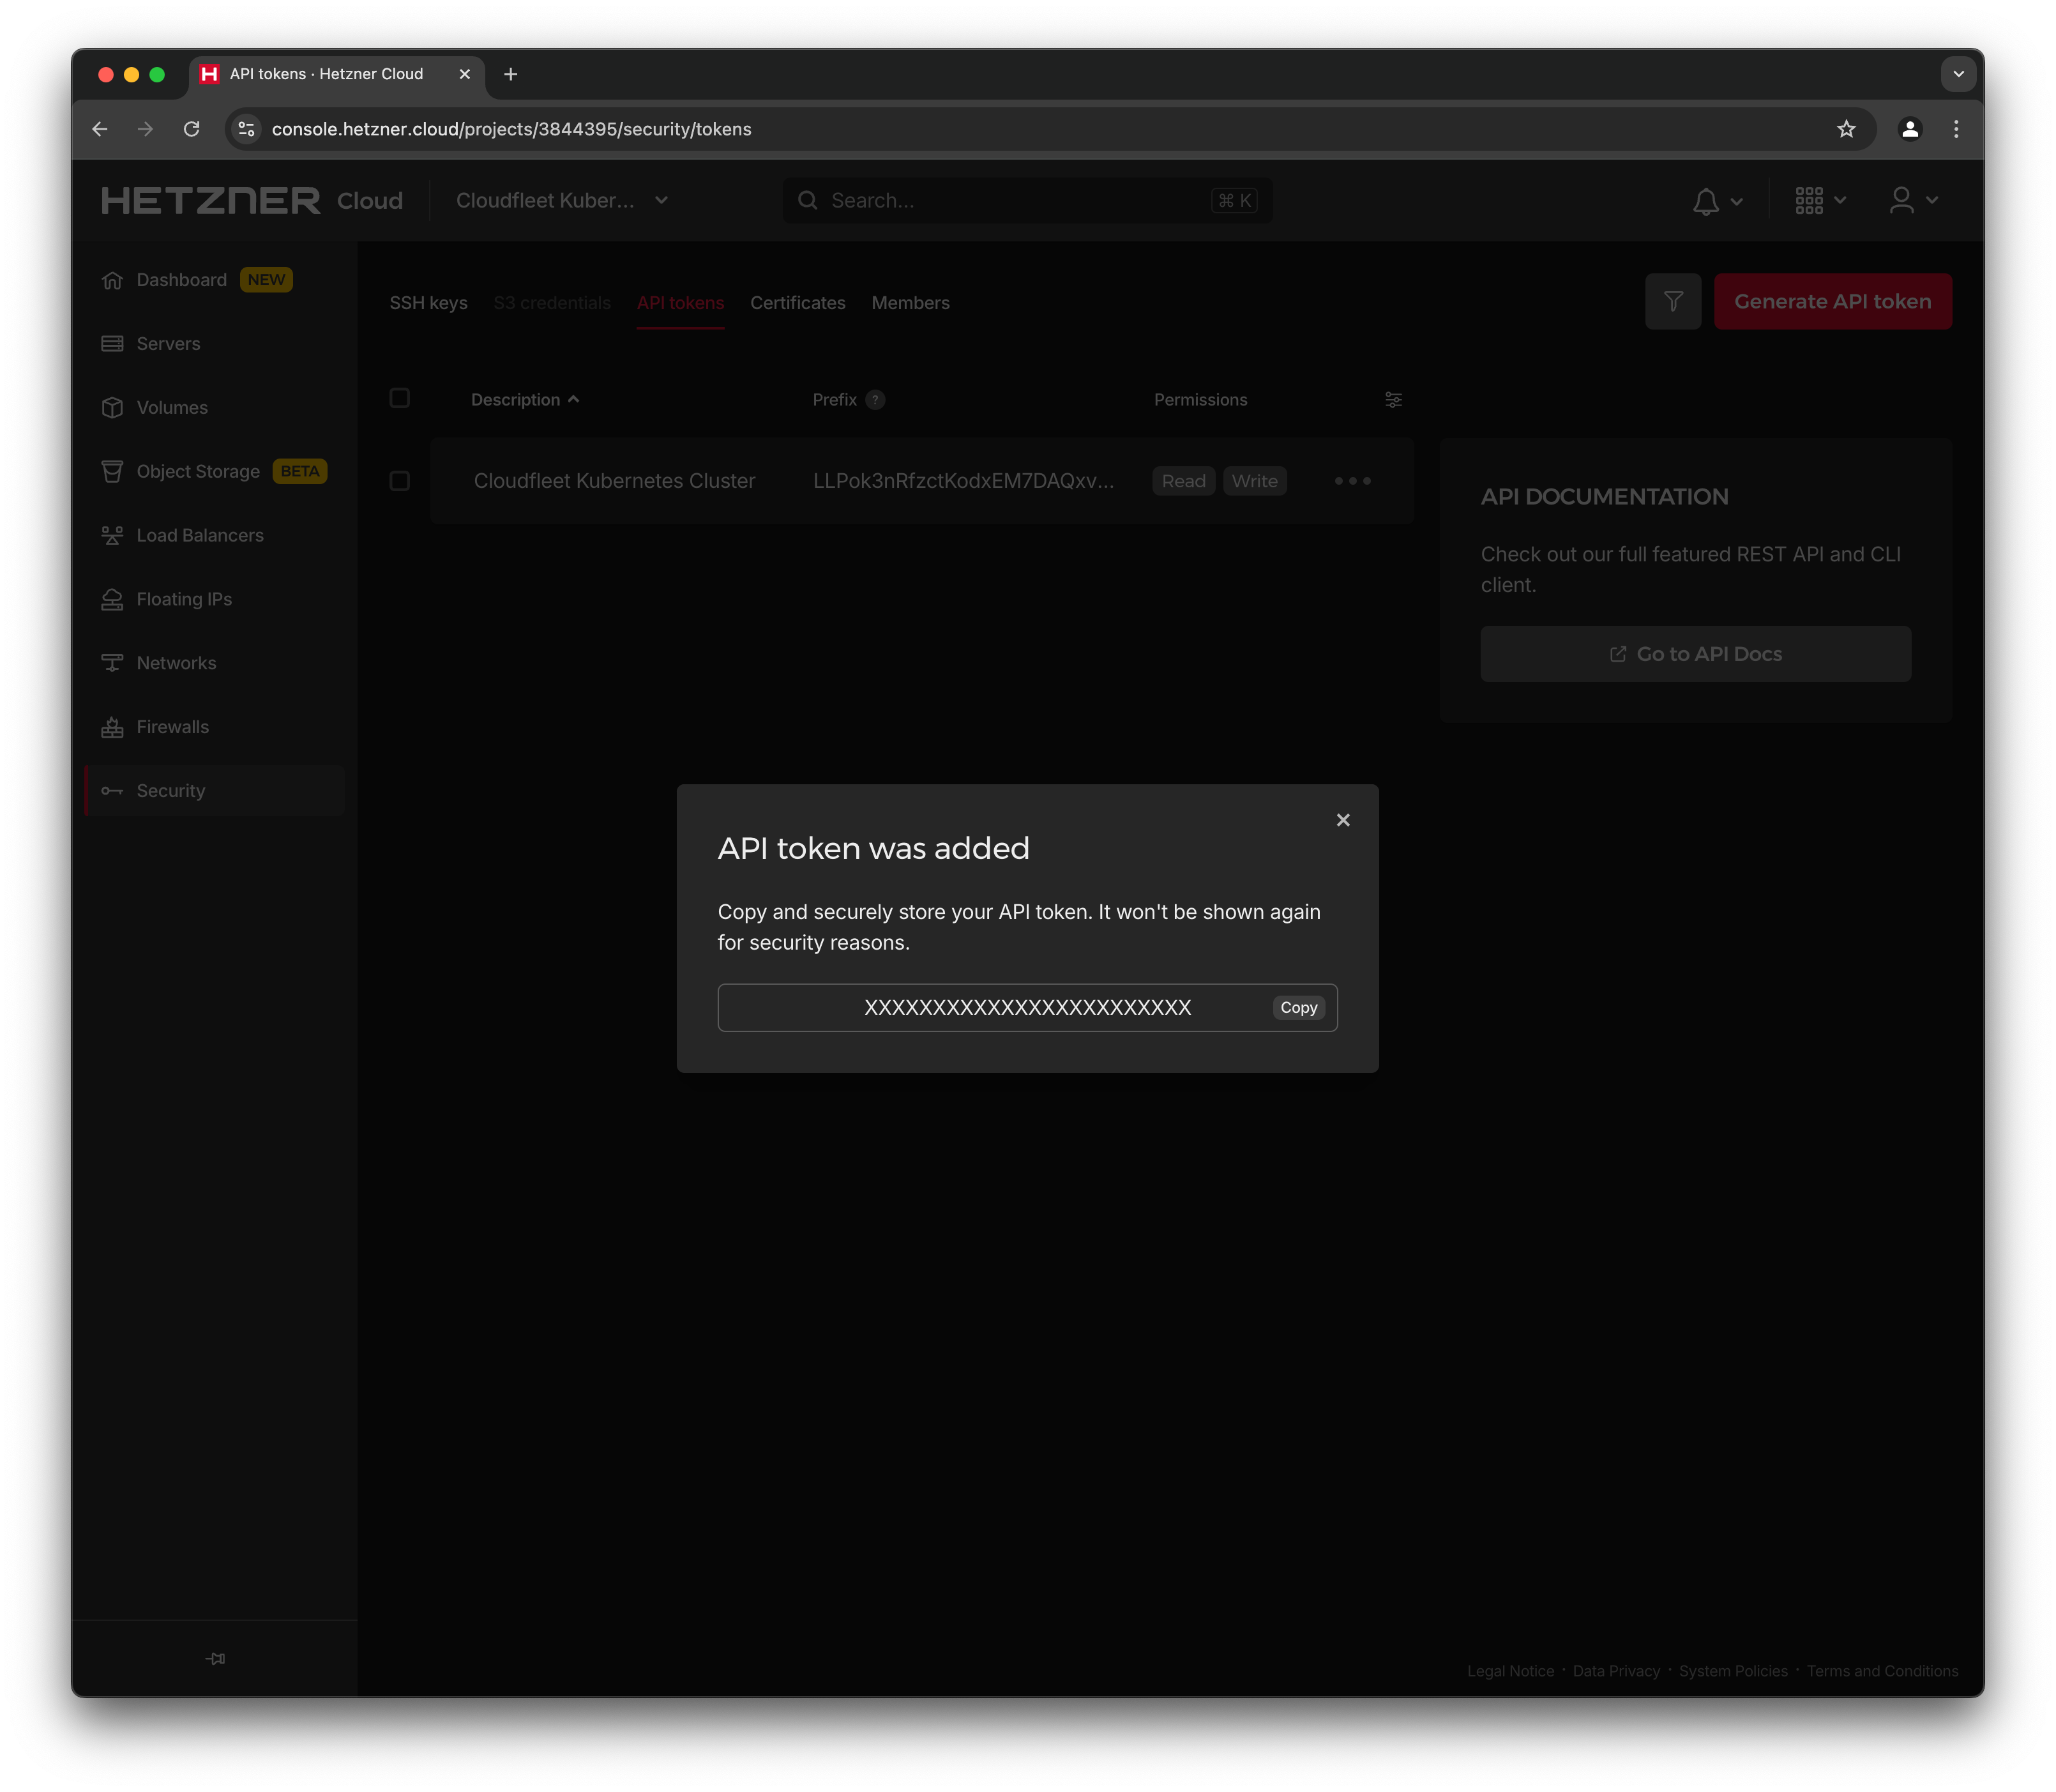 API tokens · Hetzner Cloud
console.hetzner.cloud/projects/3844395/security/tokens
HETZNER Cloud
Cloudfleet Kuber...
Search...
⌘ K
Dashboard NEW
Servers
Volumes
Object Storage BETA
Load Balancers
Floating IPs
Networks
Firewalls
Security
SSH keys S3 credentials API tokens Certificates Members
Generate API token
Description Prefix ? Permissions
Cloudfleet Kubernetes Cluster LLPok3nRfzctKodxEM7DAQxv... Read Write
API DOCUMENTATION
Check out our full featured REST API and CLI
client.
Go to API Docs
API token was added
Copy and securely store your API token. It won't be shown again
for security reasons.
XXXXXXXXXXXXXXXXXXXXXXXX Copy
Legal Notice · Data Privacy · System Policies · Terms and Conditions